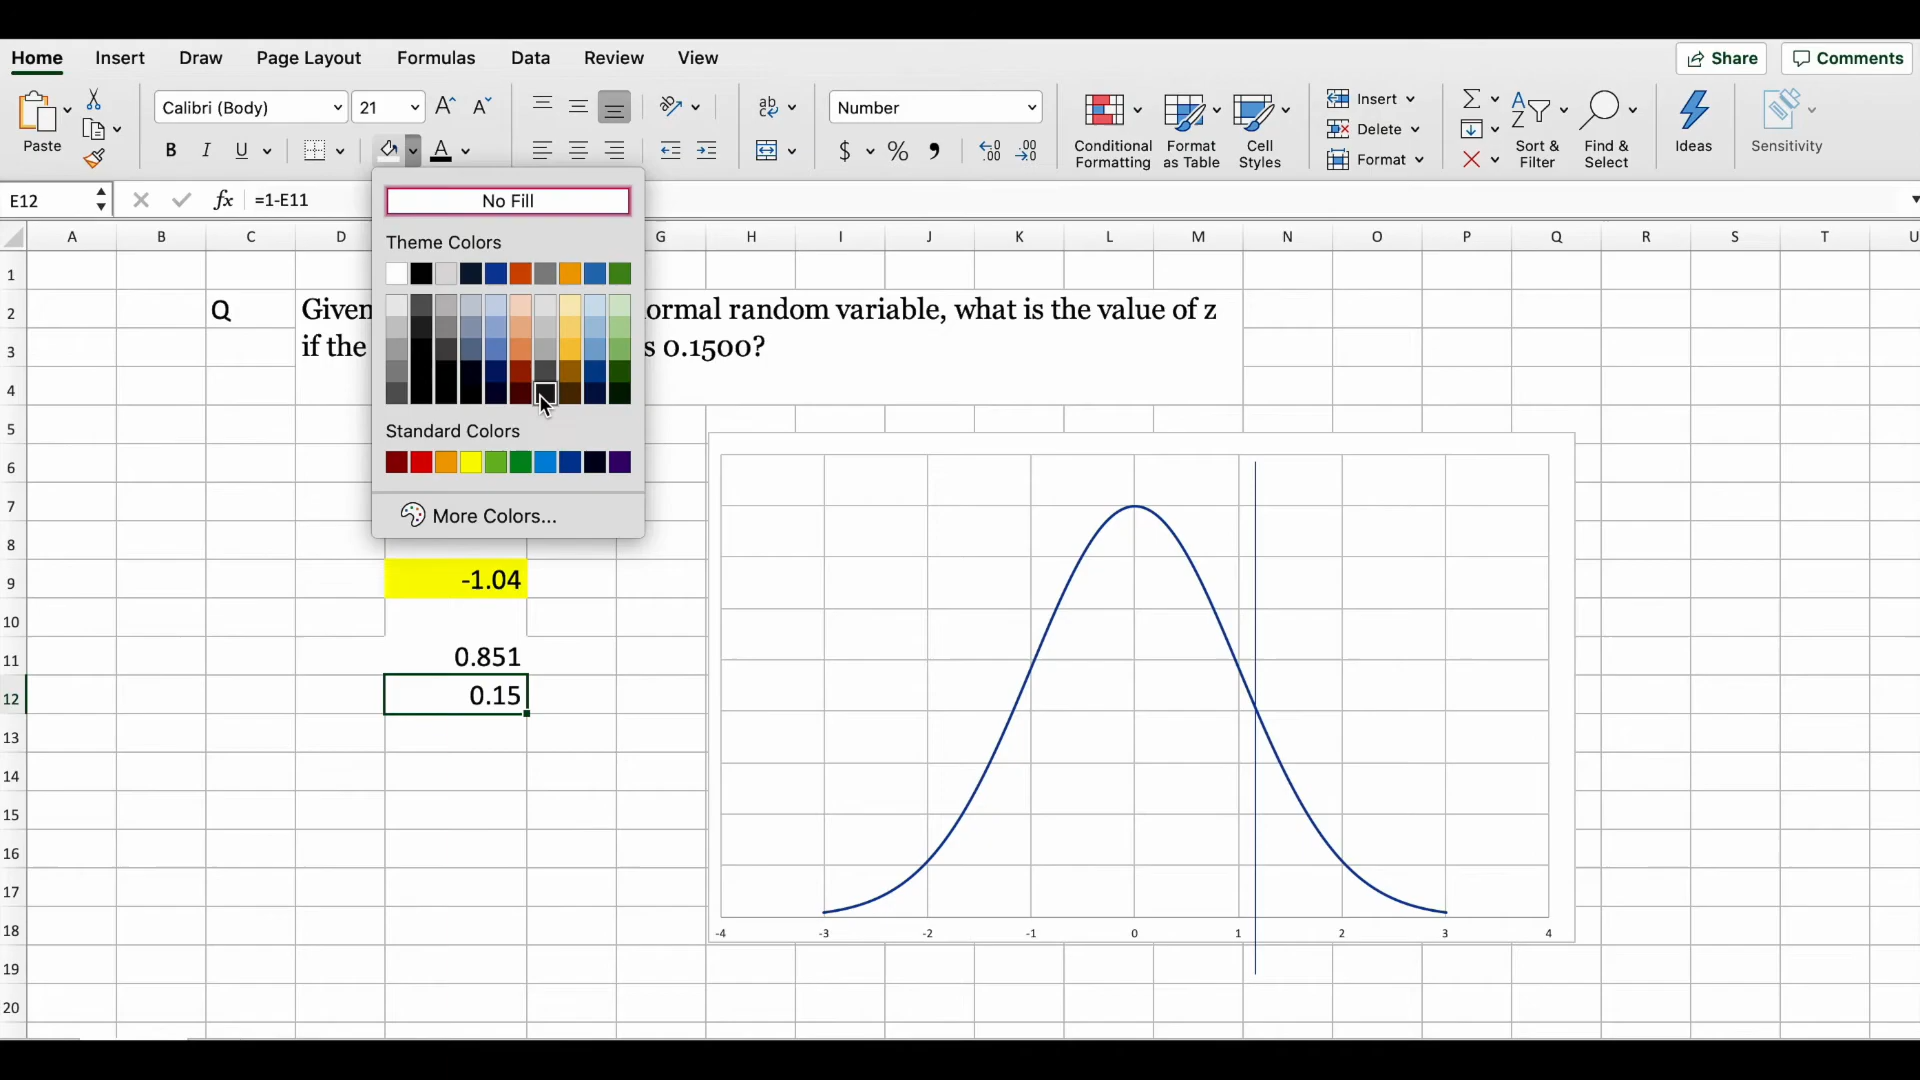 Home Insert Draw Page Layout Formulas Data Review View Share Comments
Paste Calibri (Body) 21 A A ab Number
B I U A $ % Conditional Formatting Format as Table Cell Styles Insert Delete Format Sort & Filter Find & Select Ideas Sensitivity
E12 fx =1-E11
No Fill
Theme Colors
Standard Colors
More Colors...
A B C D G H I J K L M N O P Q R S T U
1
2 Q Given ormal random variable, what is the value of z
3 if the s 0.1500?
4
5
6
7
8
9 -1.04
10
11 0.851
12 0.15
13
14
15
16
17
18
-4 -3 -2 -1 0 1 2 3 4
19
20